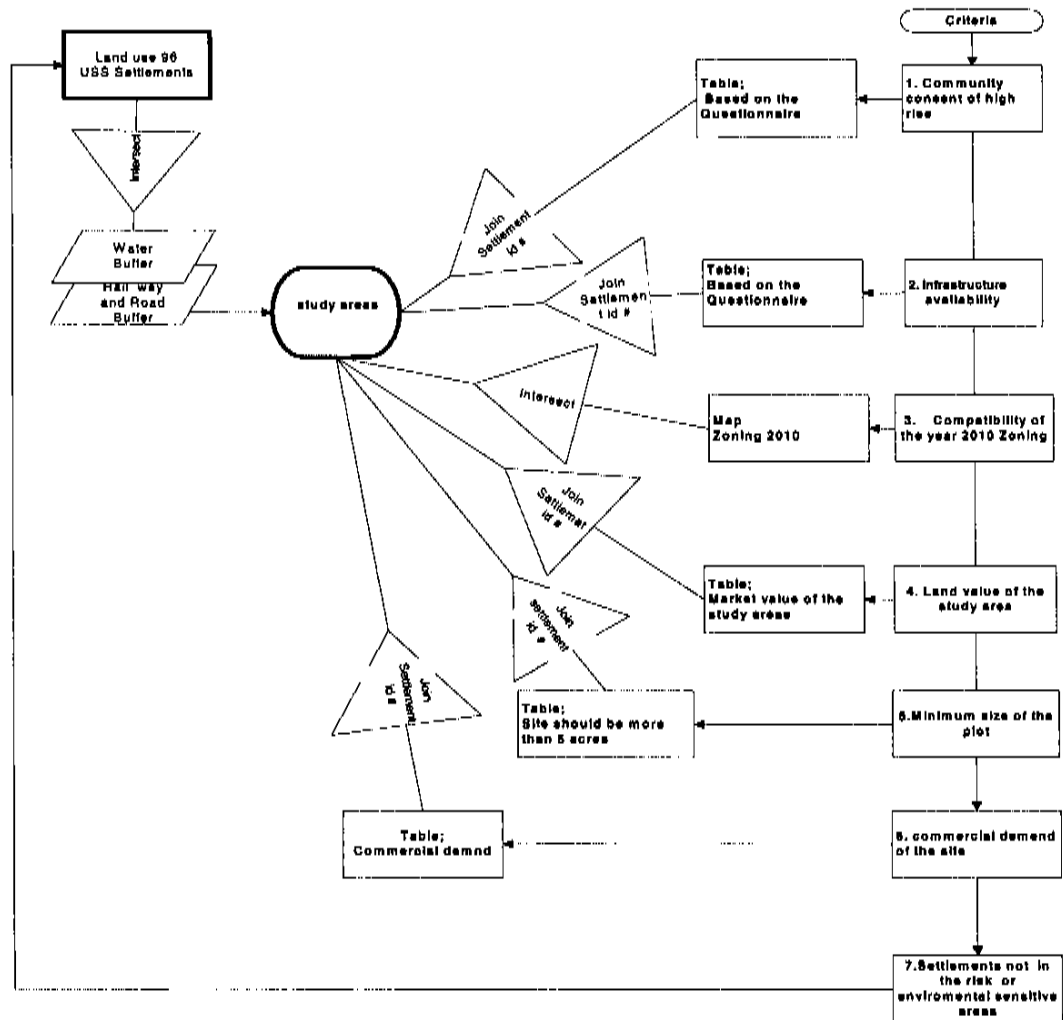 Criteria
Land use 96
USS Settlements
Table;
Based on the
Questionnaire
1. Community
consent of high
rise
Intersect
Join
Settlement
id #
Water
Buffer
Rail way
and Road
Buffer
study areas
Join
Settlemen
t id #
Table;
Based on the
Questionnaire
2. Infrastructure
availability
Intersect
Map
Zoning 2010
3. Compatibility of
the year 2010 Zoning
Join
Settlemet
id #
Table;
Market value of the
study areas
4. Land value of the
study area
Join
settlement
id #
Join
Settlement
id #
Table;
Site should be more
than 5 acres
5.Minimum size of the
plot
Table;
Commercial demnd
6. commercial demend
of the site
7.Settlements not in
the risk or
enviromental sensitive
areas